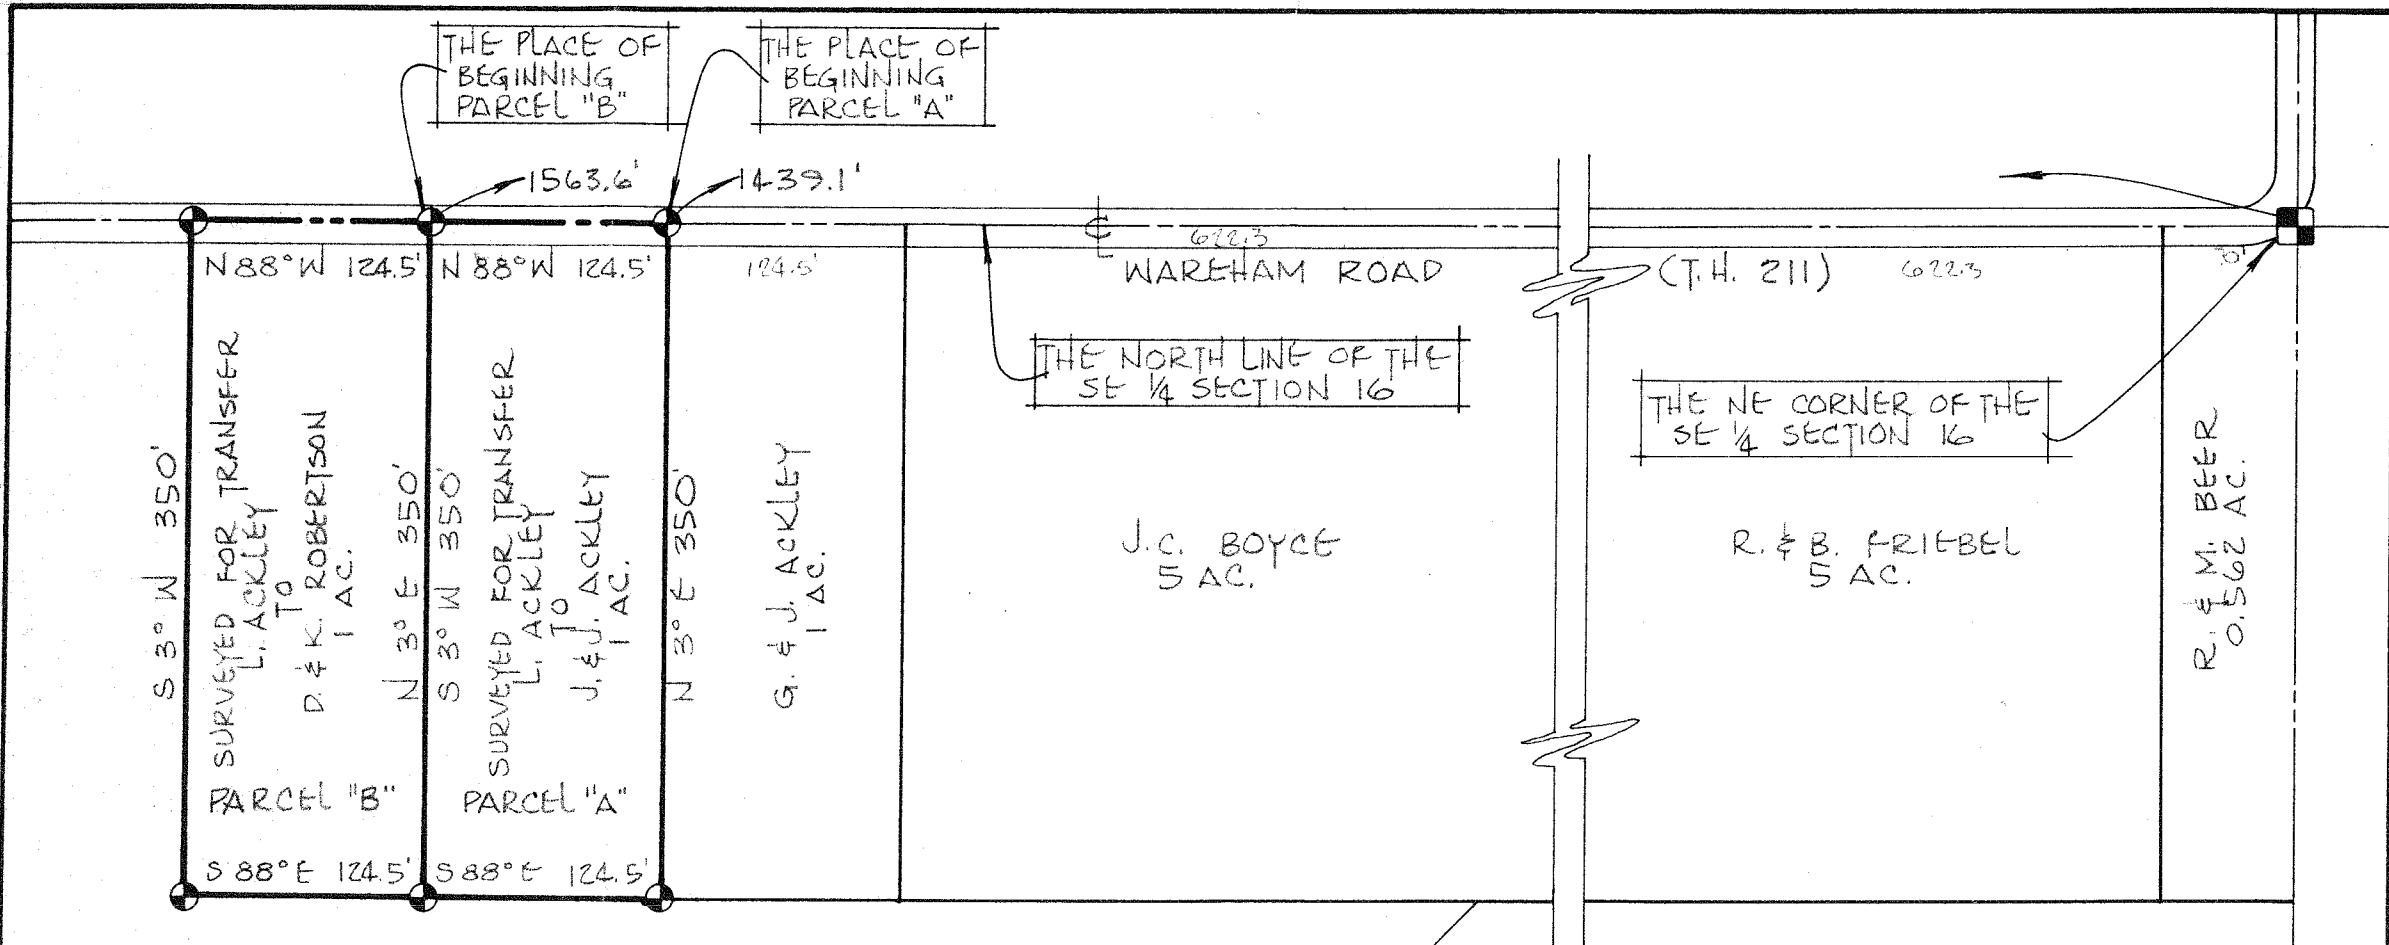 THE PLACE OF
BEGINNING
PARCEL "B"
THE PLACE OF
BEGINNING
PARCEL "A"
1563.6'
1439.1'
N 88° W 124.5'
N 88° W 124.5'
124.5'
℄
622.3
WAREHAM ROAD
(T.H. 211)
622.3
THE NORTH LINE OF THE
SE 1/4 SECTION 16
THE NE CORNER OF THE
SE 1/4 SECTION 16
S 3° W 350'
SURVEYED FOR TRANSFER
L. ACKLEY
TO
D. & K. ROBERTSON
1 AC.
N 3° E 350'
S 3° W 350'
SURVEYED FOR TRANSFER
L. ACKLEY
TO
J. & J. ACKLEY
1 AC.
N 3° E 350'
G. & J. ACKLEY
1 AC.
J.C. BOYCE
5 AC.
R. & B. FRIEBEL
5 AC.
R. & M. BEER
0.562 AC.
PARCEL "B"
PARCEL "A"
S 88° E 124.5'
S 88° E 124.5'